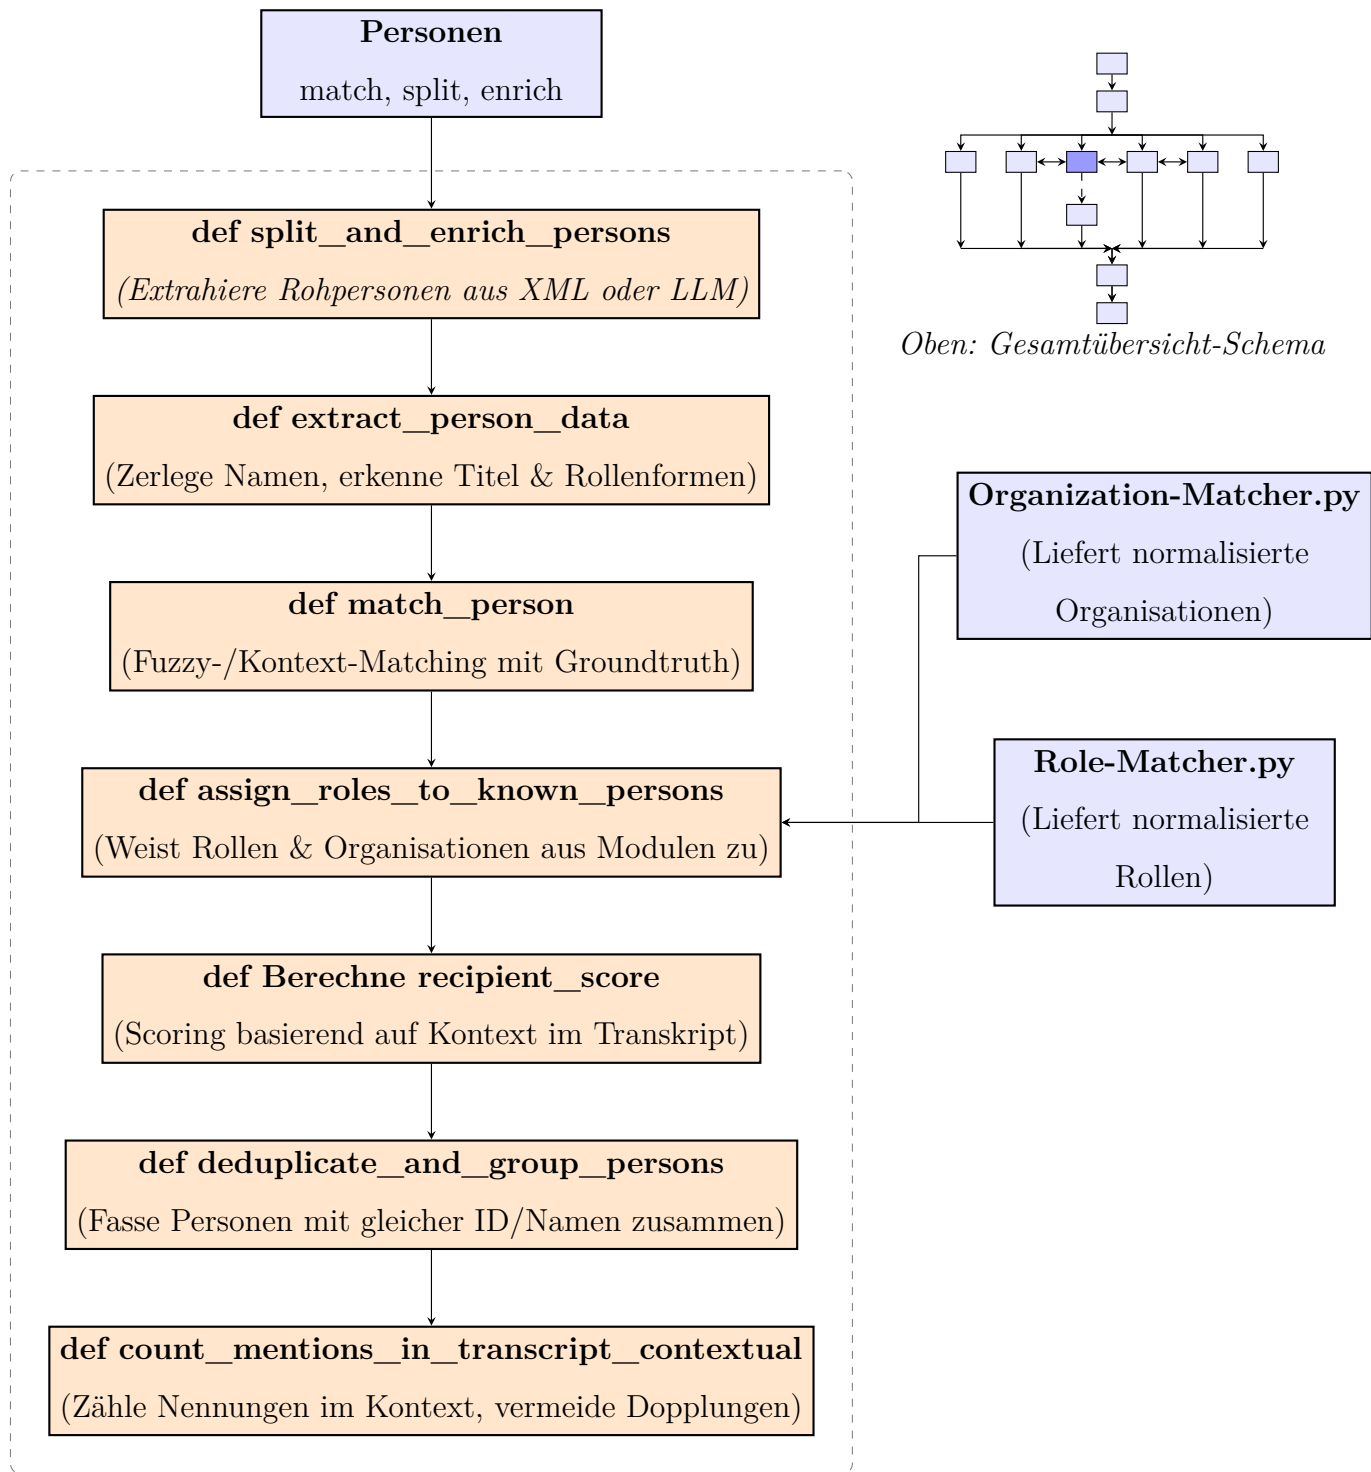 Personen
match, split, enrich
def split_and_enrich_persons
(Extrahiere Rohpersonen aus XML oder LLM)
def extract_person_data
(Zerlege Namen, erkenne Titel & Rollenformen)
def match_person
(Fuzzy-/Kontext-Matching mit Groundtruth)
def assign_roles_to_known_persons
(Weist Rollen & Organisationen aus Modulen zu)
def Berechne recipient_score
(Scoring basierend auf Kontext im Transkript)
def deduplicate_and_group_persons
(Fasse Personen mit gleicher ID/Namen zusammen)
def count_mentions_in_transcript_contextual
(Zähle Nennungen im Kontext, vermeide Dopplungen)
Oben: Gesamtübersicht-Schema
Organization-Matcher.py
(Liefert normalisierte
Organisationen)
Role-Matcher.py
(Liefert normalisierte
Rollen)